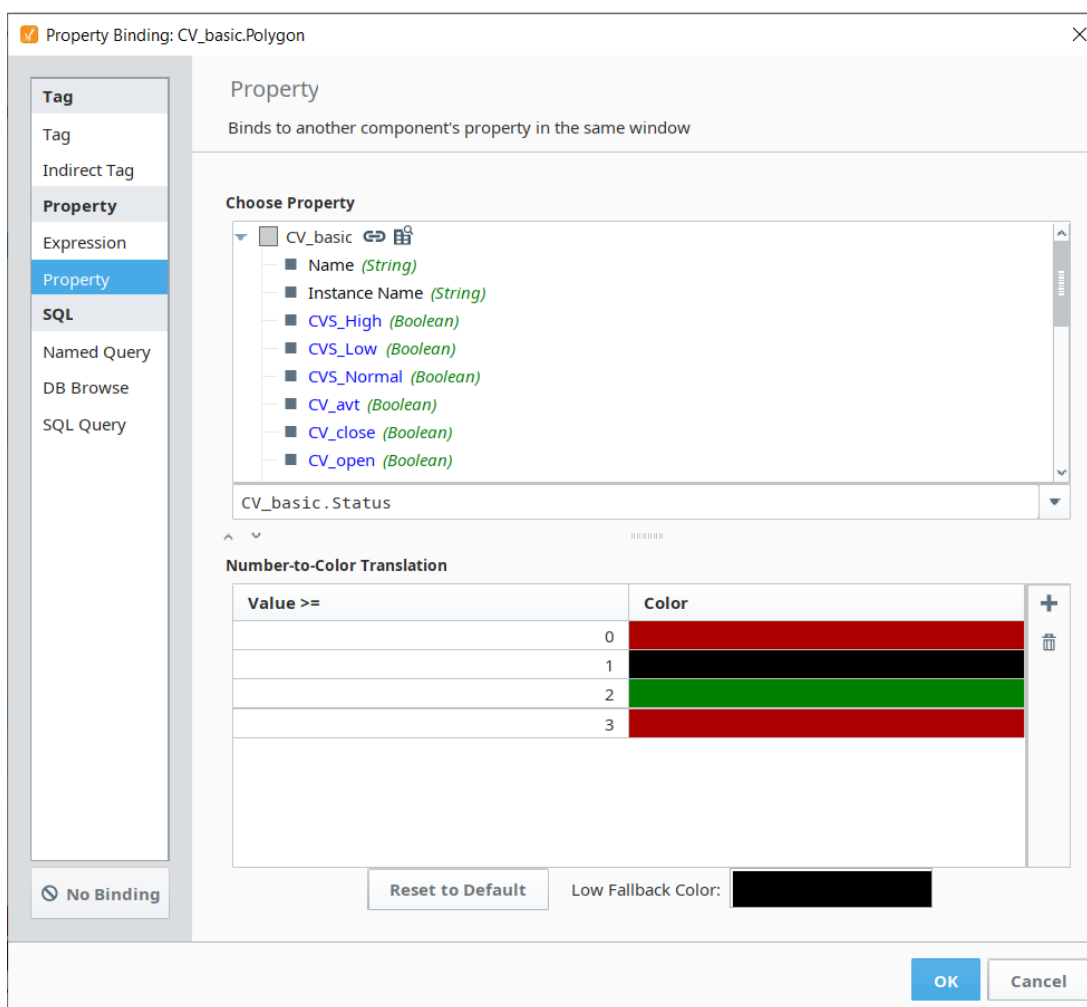 Property Binding: CV_basic.Polygon
Tag
Tag
Indirect Tag
Property
Expression
Property
SQL
Named Query
DB Browse
SQL Query
No Binding
Property
Binds to another component's property in the same window
Choose Property
CV_basic
Name (String)
Instance Name (String)
CVS_High (Boolean)
CVS_Low (Boolean)
CVS_Normal (Boolean)
CV_avt (Boolean)
CV_close (Boolean)
CV_open (Boolean)
CV_basic.Status
Number-to-Color Translation
Value >= Color
0
1
2
3
Reset to Default Low Fallback Color:
OK Cancel